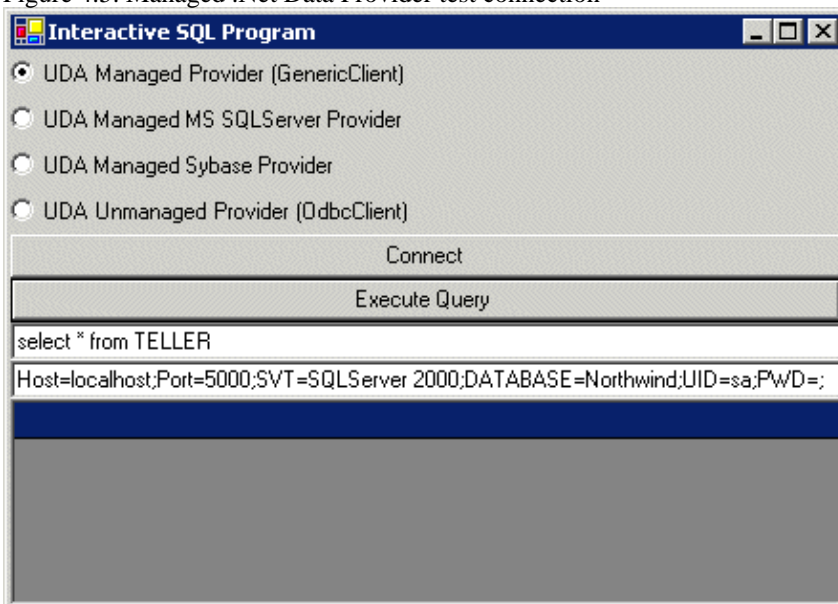 Figure 4.3. Managed .Net Data Provider test connection
Interactive SQL Program
UDA Managed Provider (GenericClient)
UDA Managed MS SQLServer Provider
UDA Managed Sybase Provider
UDA Unmanaged Provider (OdbcClient)
Connect
Execute Query
select * from TELLER
Host=localhost;Port=5000;SVT=SQLServer 2000;DATABASE=Northwind;UID=sa;PWD=;